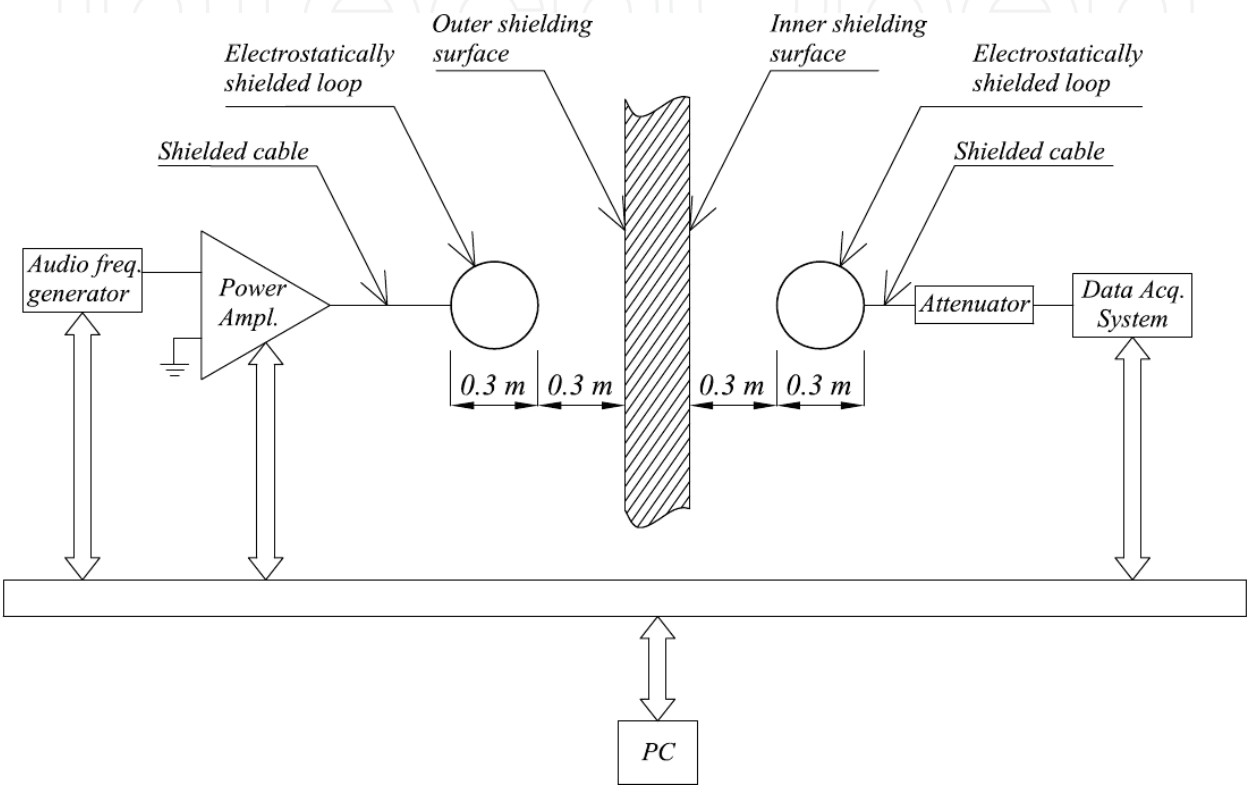 Outer shielding
surface
Inner shielding
surface
Electrostatically
shielded loop
Electrostatically
shielded loop
Shielded cable
Shielded cable
Audio freq.
generator
Power
Ampl.
Attenuator
Data Acq.
System
0.3 m
0.3 m
0.3 m
0.3 m
PC